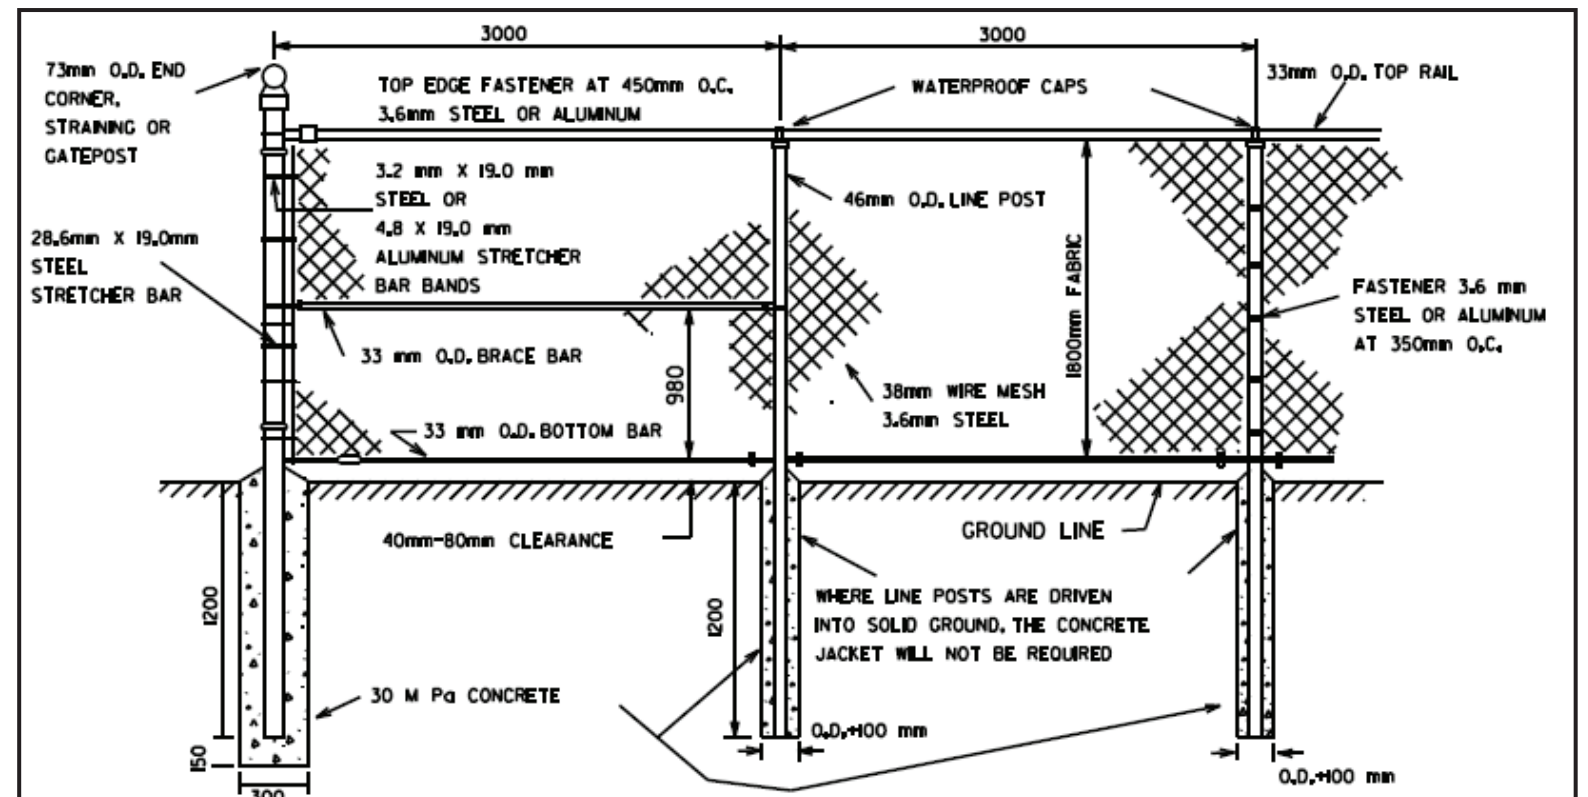 3000
3000
73mm O.D. END
CORNER,
STRAINING OR
GATEPOST
TOP EDGE FASTENER AT 450mm O.C.
3.6mm STEEL OR ALUMINUM
WATERPROOF CAPS
33mm O.D. TOP RAIL
3.2 mm X 19.0 mm
STEEL OR
4.8 X 19.0 mm
ALUMINUM STRETCHER
BAR BANDS
46mm O.D. LINE POST
28.6mm X 19.0mm
STEEL
STRETCHER BAR
1800mm FABRIC
FASTENER 3.6 mm
STEEL OR ALUMINUM
AT 350mm O.C.
33 mm O.D. BRACE BAR
980
38mm WIRE MESH
3.6mm STEEL
33 mm O.D. BOTTOM BAR
40mm-80mm CLEARANCE
GROUND LINE
1200
1200
WHERE LINE POSTS ARE DRIVEN
INTO SOLID GROUND, THE CONCRETE
JACKET WILL NOT BE REQUIRED
30 M Pa CONCRETE
O.D.+100 mm
150
O.D.+100 mm
300